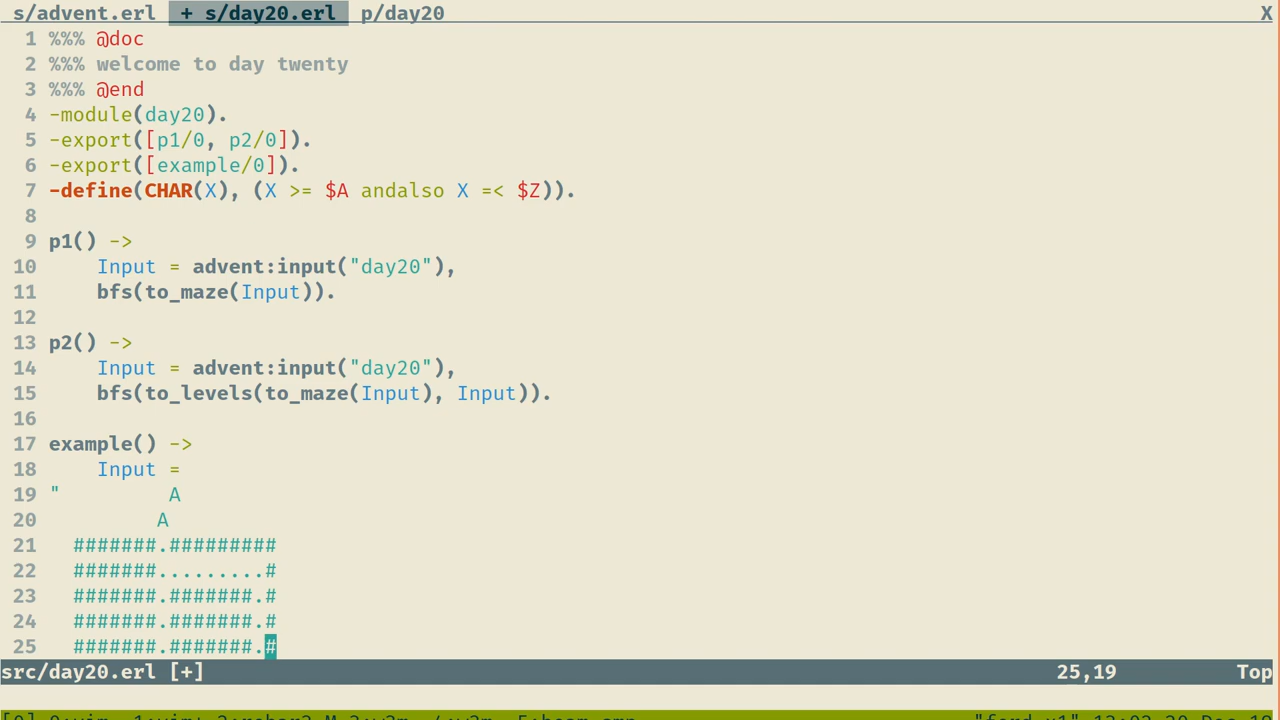 s/advent.erl  + s/day20.erl  p/day20 X
1 %%% @doc
2 %%% welcome to day twenty
3 %%% @end
4 -module(day20).
5 -export([p1/0, p2/0]).
6 -export([example/0]).
7 -define(CHAR(X), (X >= $A andalso X =< $Z)).
8
9 p1() ->
10     Input = advent:input("day20"),
11     bfs(to_maze(Input)).
12
13 p2() ->
14     Input = advent:input("day20"),
15     bfs(to_levels(to_maze(Input), Input)).
16
17 example() ->
18     Input =
19 "         A
20          A
21   #######.#########
22   #######.........#
23   #######.#######.#
24   #######.#######.#
25   #######.#######.#
src/day20.erl [+] 25,19 Top